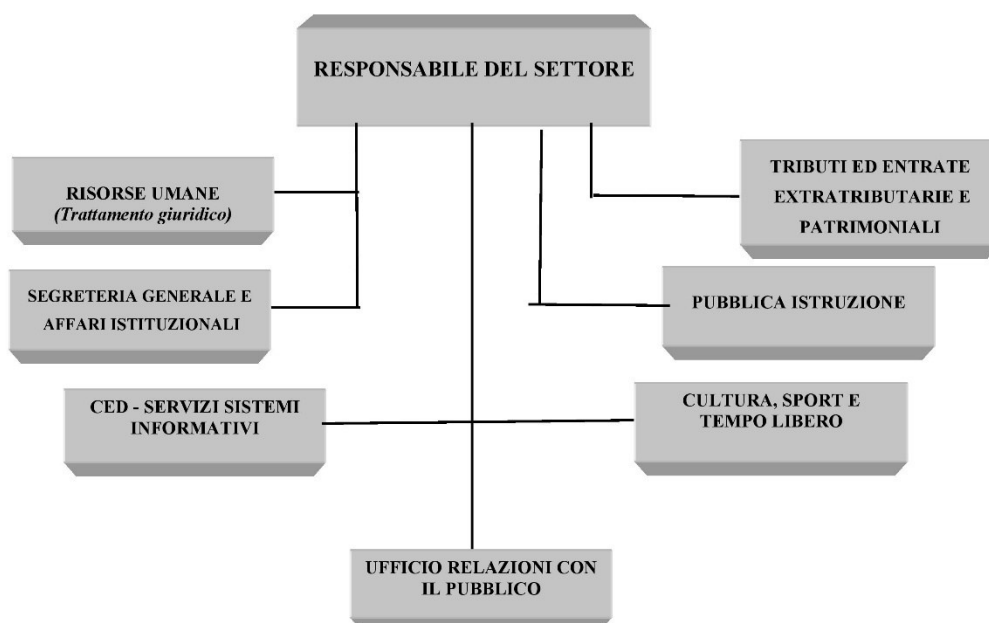 RESPONSABILE DEL SETTORE
RISORSE UMANE
(Trattamento giuridico)
TRIBUTI ED ENTRATE
EXTRATRIBUTARIE E
PATRIMONIALI
SEGRETERIA GENERALE E
AFFARI ISTITUZIONALI
PUBBLICA ISTRUZIONE
CED - SERVIZI SISTEMI
INFORMATIVI
CULTURA, SPORT E
TEMPO LIBERO
UFFICIO RELAZIONI CON
IL PUBBLICO